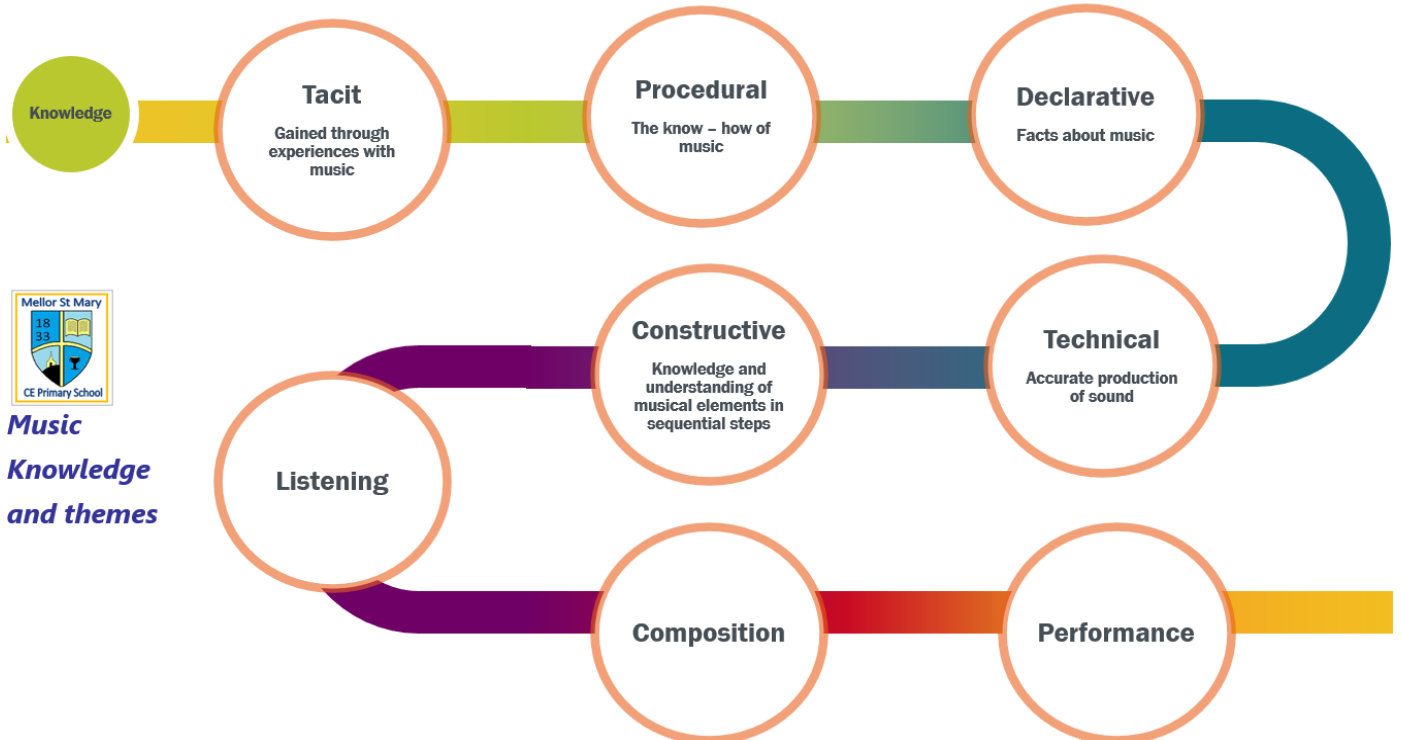 Knowledge
Tacit
Gained through
experiences with
music
Procedural
The know – how of
music
Declarative
Facts about music
Mellor St Mary
18
33
CE Primary School
Music
Knowledge
and themes
Constructive
Knowledge and
understanding of
musical elements in
sequential steps
Technical
Accurate production
of sound
Listening
Composition
Performance